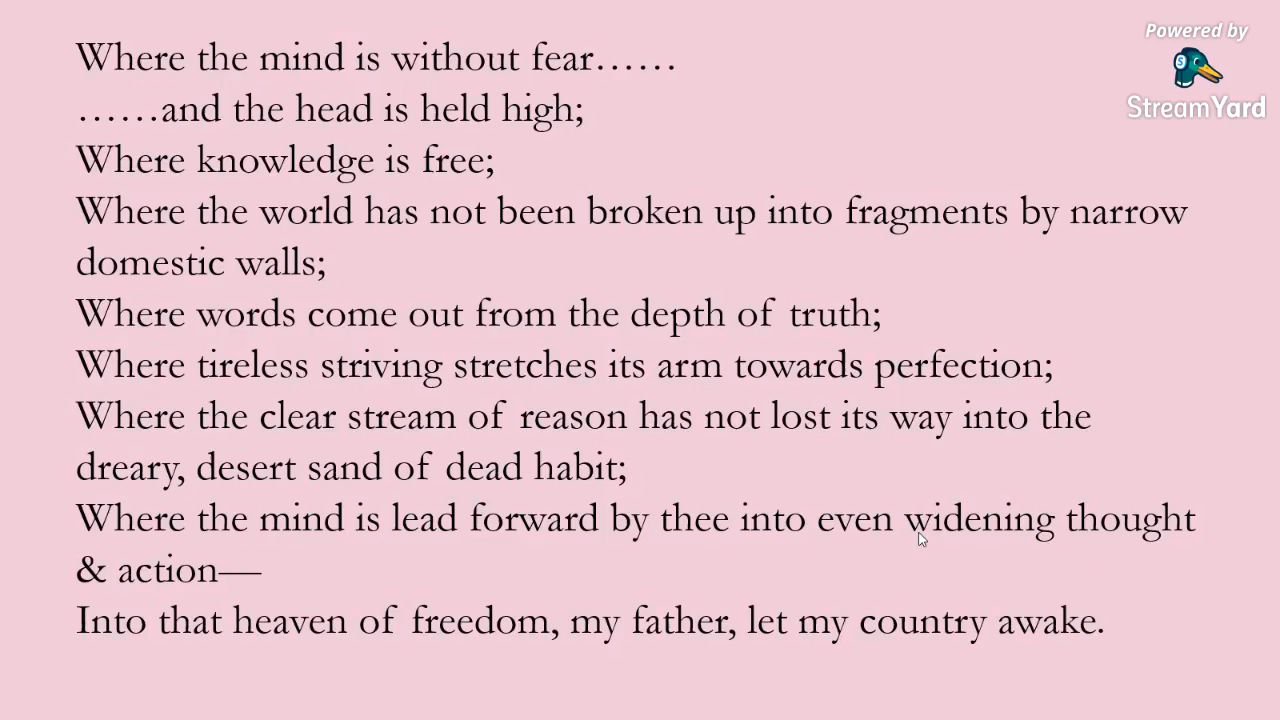 Powered by
StreamYard
Where the mind is without fear……
……and the head is held high;
Where knowledge is free;
Where the world has not been broken up into fragments by narrow
domestic walls;
Where words come out from the depth of truth;
Where tireless striving stretches its arm towards perfection;
Where the clear stream of reason has not lost its way into the
dreary, desert sand of dead habit;
Where the mind is lead forward by thee into even widening thought
& action—
Into that heaven of freedom, my father, let my country awake.